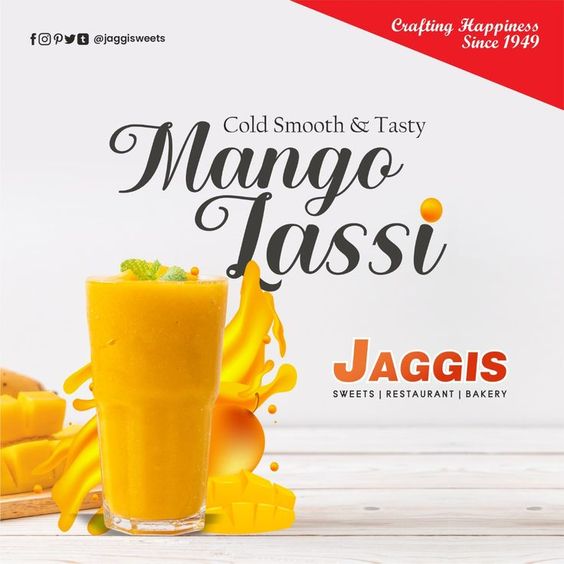 @jaggisweets
Crafting Happiness
Since 1949
Cold Smooth & Tasty
Mango
Lassi
JAGGIS
SWEETS | RESTAURANT | BAKERY